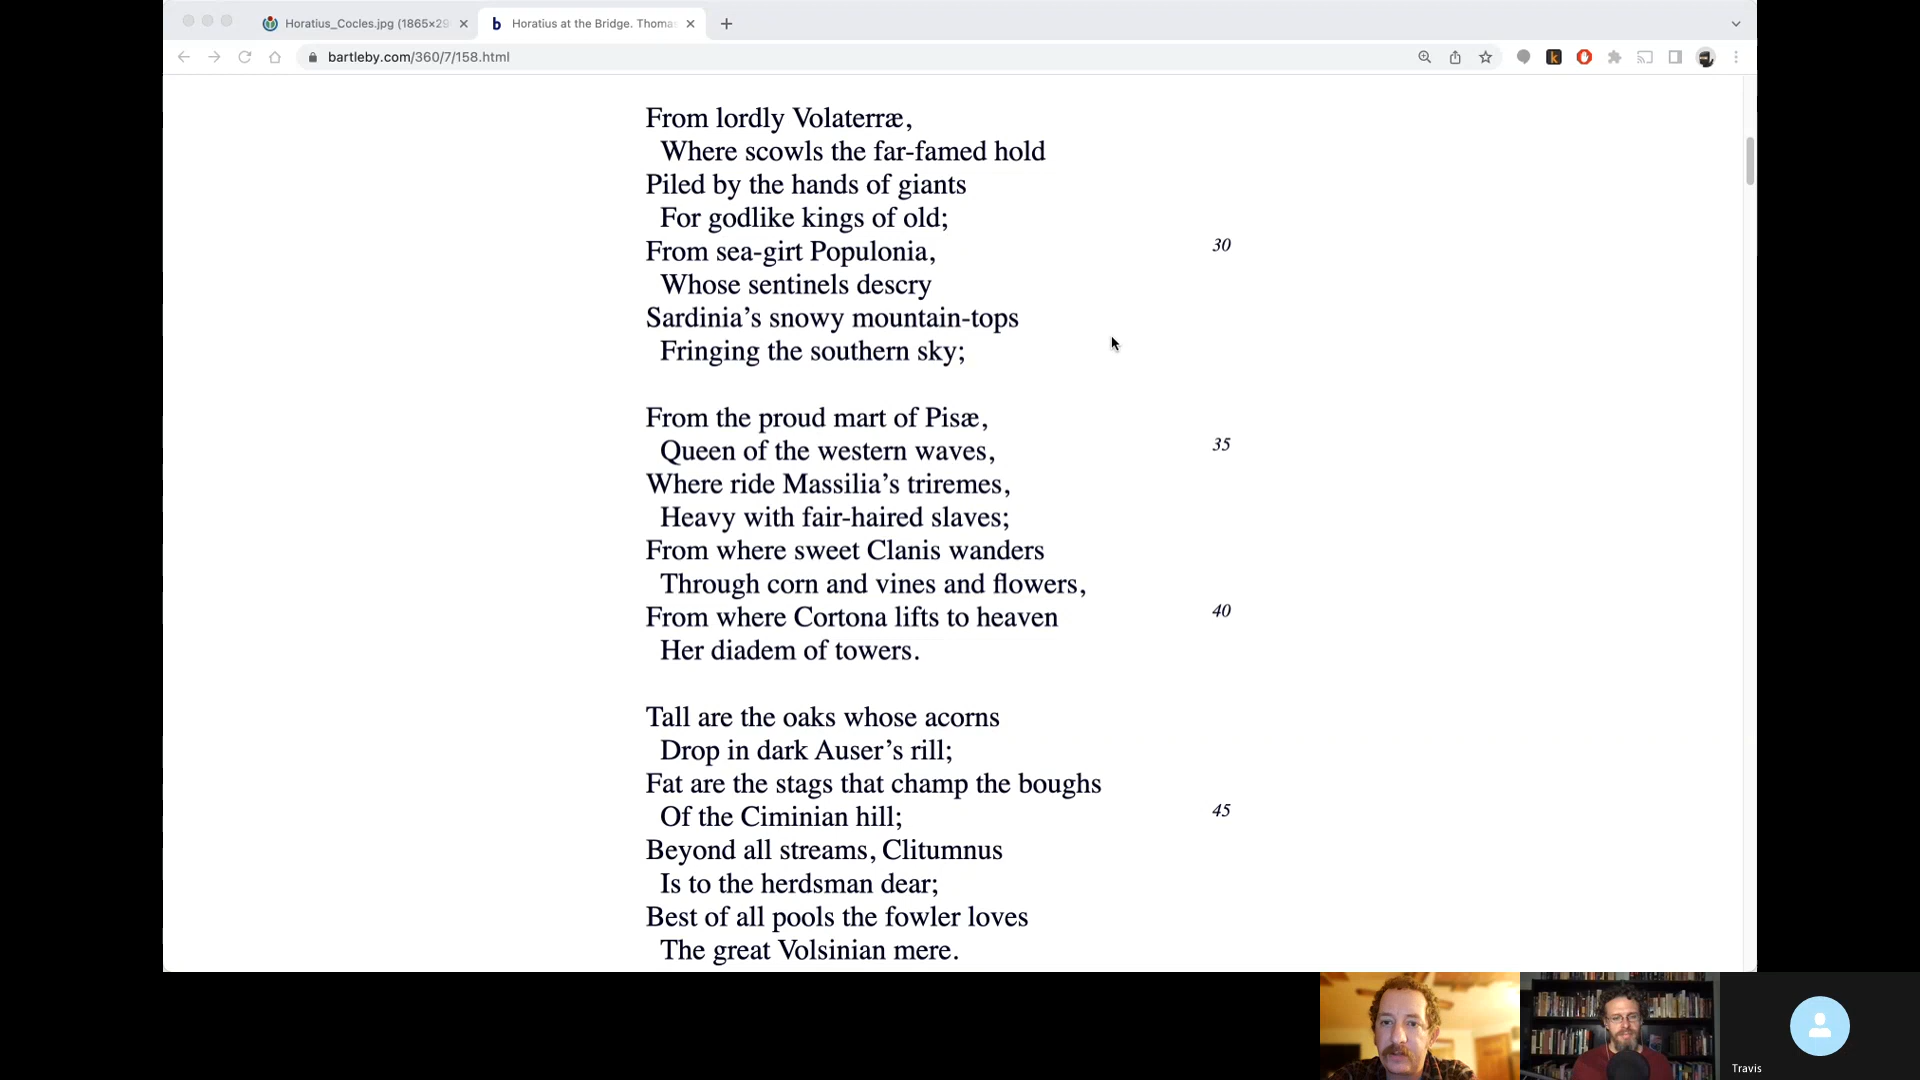 Horatius_Cocles.jpg (1865×29
Horatius at the Bridge. Thoma
bartleby.com/360/7/158.html
From lordly Volaterræ,
Where scowls the far-famed hold
Piled by the hands of giants
For godlike kings of old;
From sea-girt Populonia, 30
Whose sentinels descry
Sardinia’s snowy mountain-tops
Fringing the southern sky;
From the proud mart of Pisæ,
Queen of the western waves, 35
Where ride Massilia’s triremes,
Heavy with fair-haired slaves;
From where sweet Clanis wanders
Through corn and vines and flowers,
From where Cortona lifts to heaven 40
Her diadem of towers.
Tall are the oaks whose acorns
Drop in dark Auser’s rill;
Fat are the stags that champ the boughs
Of the Ciminian hill; 45
Beyond all streams, Clitumnus
Is to the herdsman dear;
Best of all pools the fowler loves
The great Volsinian mere.
Travis